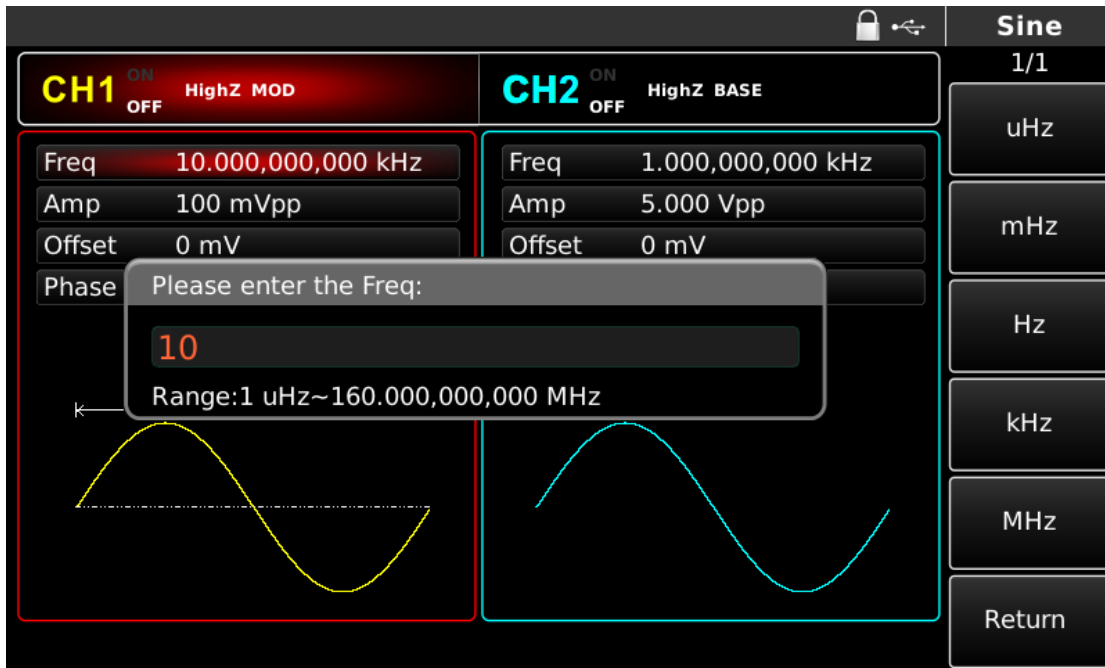 Sine
1/1
CH1 ON OFF HighZ MOD
CH2 ON OFF HighZ BASE
Freq 10.000,000,000 kHz
Amp 100 mVpp
Offset 0 mV
Phase
Freq 1.000,000,000 kHz
Amp 5.000 Vpp
Offset 0 mV
Please enter the Freq:
10
Range:1 uHz~160.000,000,000 MHz
uHz
mHz
Hz
kHz
MHz
Return